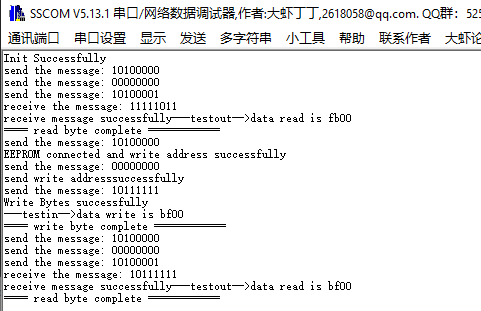 SSCOM V5.13.1 串口/网络数据调试器,作者:大虾丁丁,2618058@qq.com. QQ群: 525
通讯端口 串口设置 显示 发送 多字符串 小工具 帮助 联系作者 大虾论
Init Successfully
send the message: 10100000
send the message: 00000000
send the message: 10100001
receive the message: 11111011
receive message successfully---testout-->data read is fb00
==== read byte complete ============
send the message: 10100000
EEPROM connected and write address successfully
send the message: 00000000
send write addresssuccessfully
send the message: 10111111
Write Bytes successfully
---testin-->data write is bf00
==== write byte complete ============
send the message: 10100000
send the message: 00000000
send the message: 10100001
receive the message: 10111111
receive message successfully---testout-->data read is bf00
==== read byte complete ============